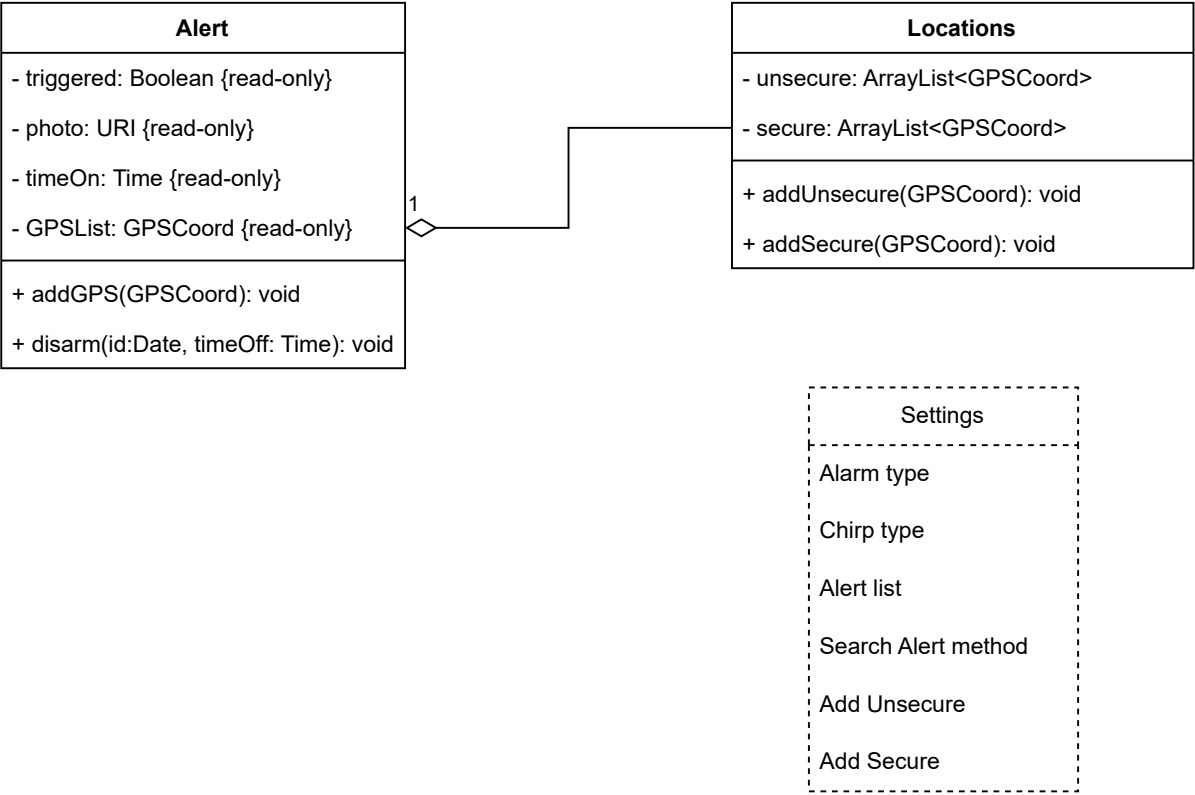 Alert
- triggered: Boolean {read-only}
- photo: URI {read-only}
- timeOn: Time {read-only}
- GPSList: GPSCoord {read-only}
+ addGPS(GPSCoord): void
+ disarm(id:Date, timeOff: Time): void
1
Locations
- unsecure: ArrayList<GPSCoord>
- secure: ArrayList<GPSCoord>
+ addUnsecure(GPSCoord): void
+ addSecure(GPSCoord): void
Settings
Alarm type
Chirp type
Alert list
Search Alert method
Add Unsecure
Add Secure